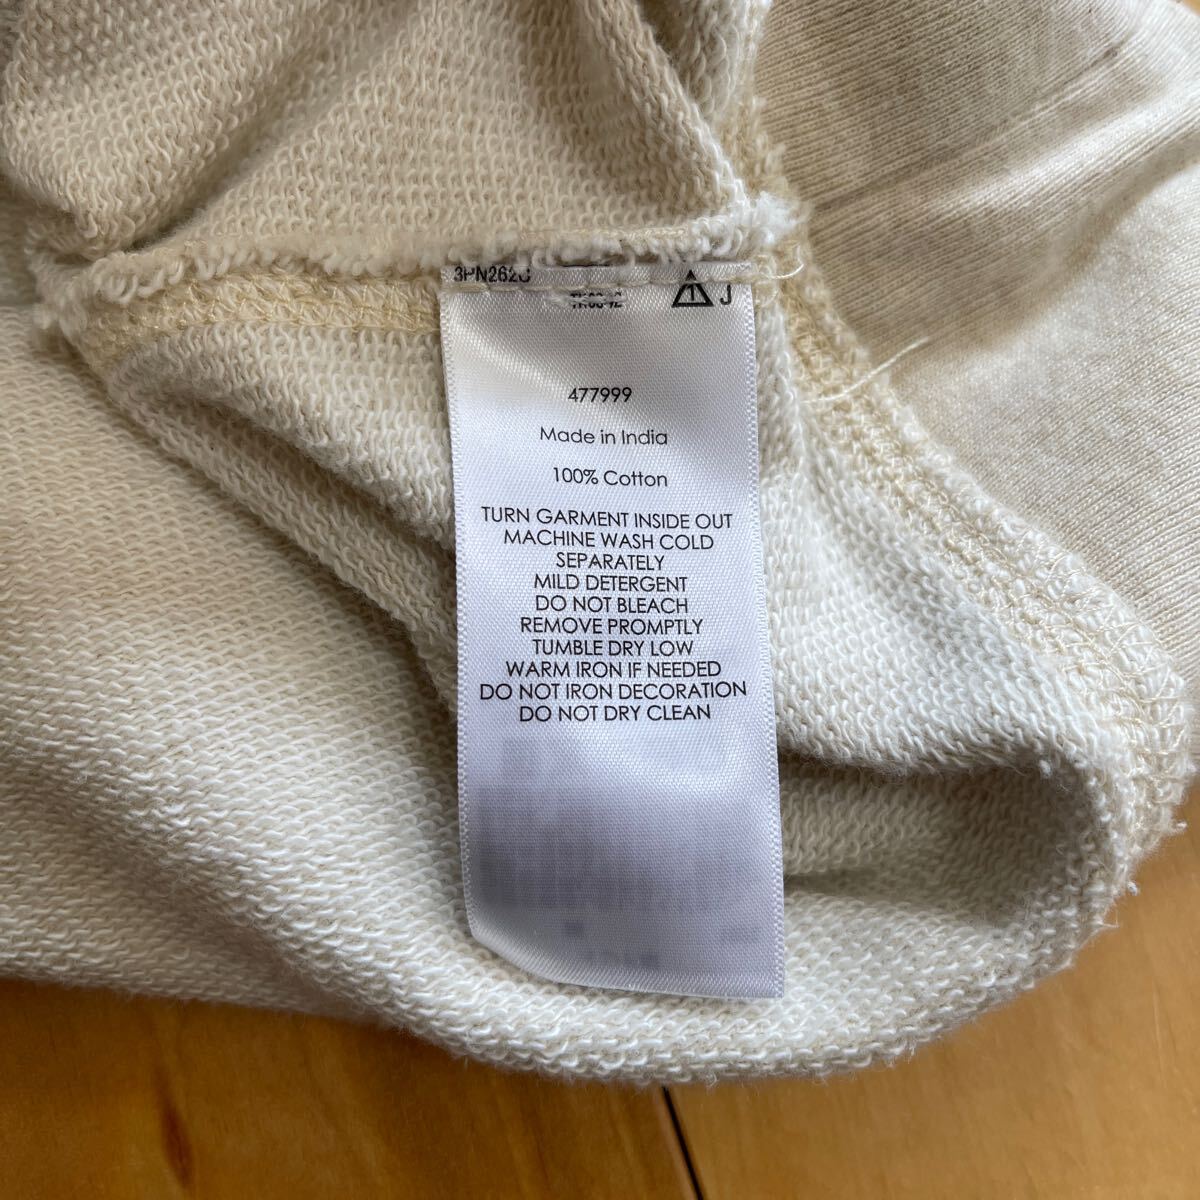 1 J
477999
Made in India
100% Cotton
TURN GARMENT INSIDE OUT
MACHINE WASH COLD
SEPARATELY
MILD DETERGENT
DO NOT BLEACH
REMOVE PROMPTLY
TUMBLE DRY LOW
WARM IRON IF NEEDED
DO NOT IRON DECORATION
DO NOT DRY CLEAN